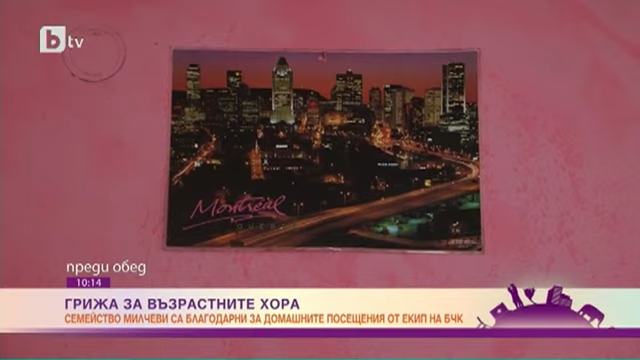 btv
Montreal
QUEBEC
преди обед
10:14
ГРИЖА ЗА ВЪЗРАСТНИТЕ ХОРА
СЕМЕЙСТВО МИЛЧЕВИ СА БЛАГОДАРНИ ЗА ДОМАШНИТЕ ПОСЕЩЕНИЯ ОТ ЕКИП НА БЧК